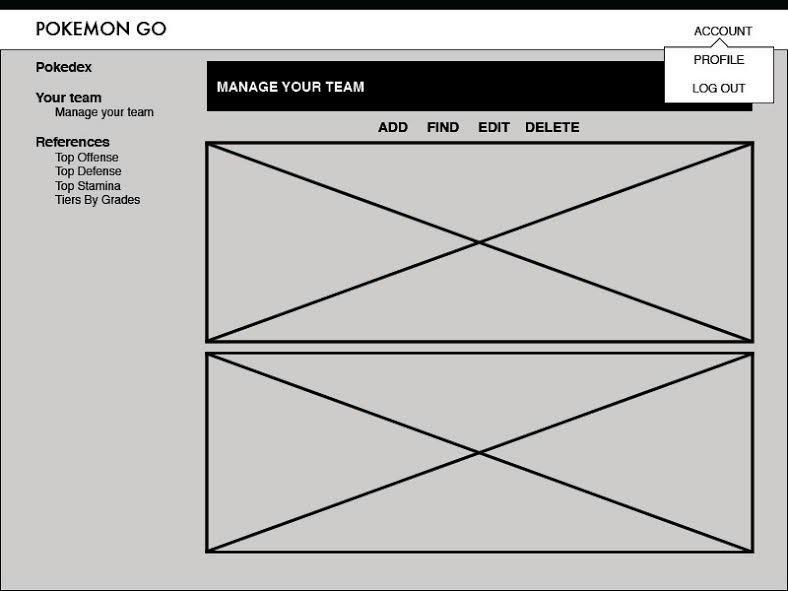 POKEMON GO
ACCOUNT
PROFILE
LOG OUT
Pokedex
Your team
Manage your team
References
Top Offense
Top Defense
Top Stamina
Tiers By Grades
MANAGE YOUR TEAM
ADD FIND EDIT DELETE